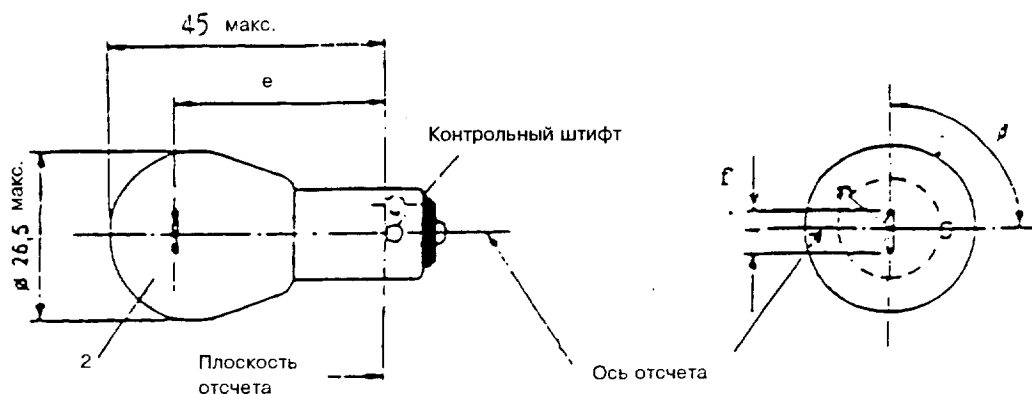 45 макс.
e
Контрольный штифт
β
f
ø 26,5 макс.
2
Плоскость
отсчета
Ось отсчета